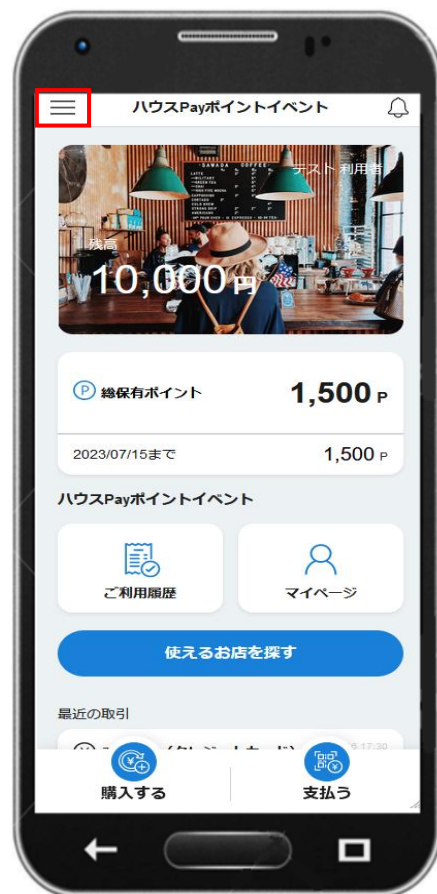 ハウスPayポイントイベント
テスト 利用者
残高
10,000円
P 総保有ポイント 1,500 P
2023/07/15まで 1,500 P
ハウスPayポイントイベント
ご利用履歴 マイページ
使えるお店を探す
最近の取引
17:30
購入する 支払う